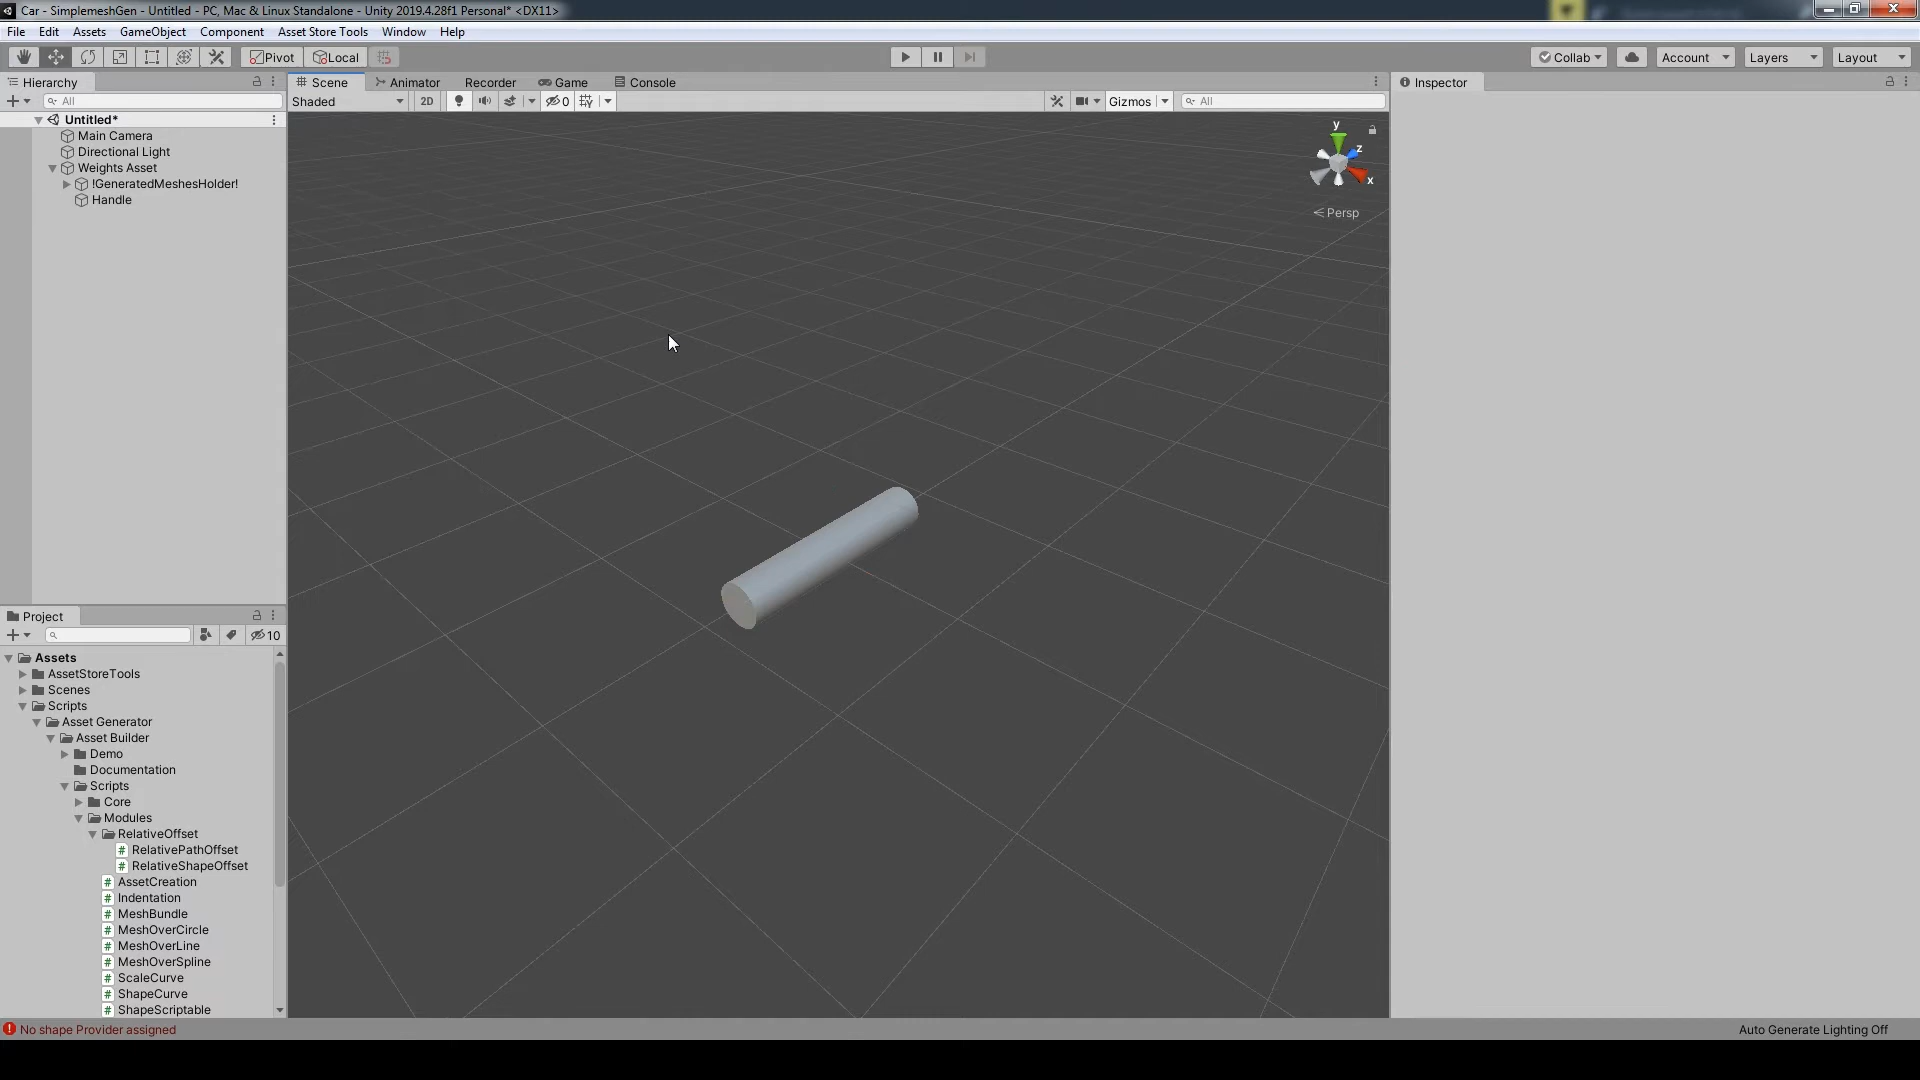 Car - SimplemeshGen - Untitled - PC, Mac & Linux Standalone - Unity 2019.4.28f1 Personal* <DX11>
File Edit Assets GameObject Component Asset Store Tools Window Help
Pivot Local Collab Account Layers Layout
Hierarchy Scene Animator Recorder Game Console Inspector
All Shaded 2D 0 Gizmos All
Untitled*
Main Camera
Directional Light
Weights Asset
!GeneratedMeshesHolder!
Handle
y
z
x
Persp
Project
10
Assets
AssetStoreTools
Scenes
Scripts
Asset Generator
Asset Builder
Demo
Documentation
Scripts
Core
Modules
RelativeOffset
RelativePathOffset
RelativeShapeOffset
AssetCreation
Indentation
MeshBundle
MeshOverCircle
MeshOverLine
MeshOverSpline
ScaleCurve
ShapeCurve
ShapeScriptable
No shape Provider assigned
Auto Generate Lighting Off